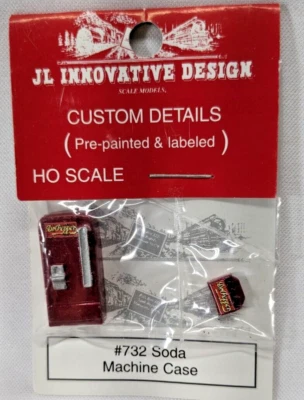 JL INNOVATIVE DESIGN
SCALE MODELS.
CUSTOM DETAILS
(Pre-painted & labeled)
HO SCALE
#732 Soda
Machine Case